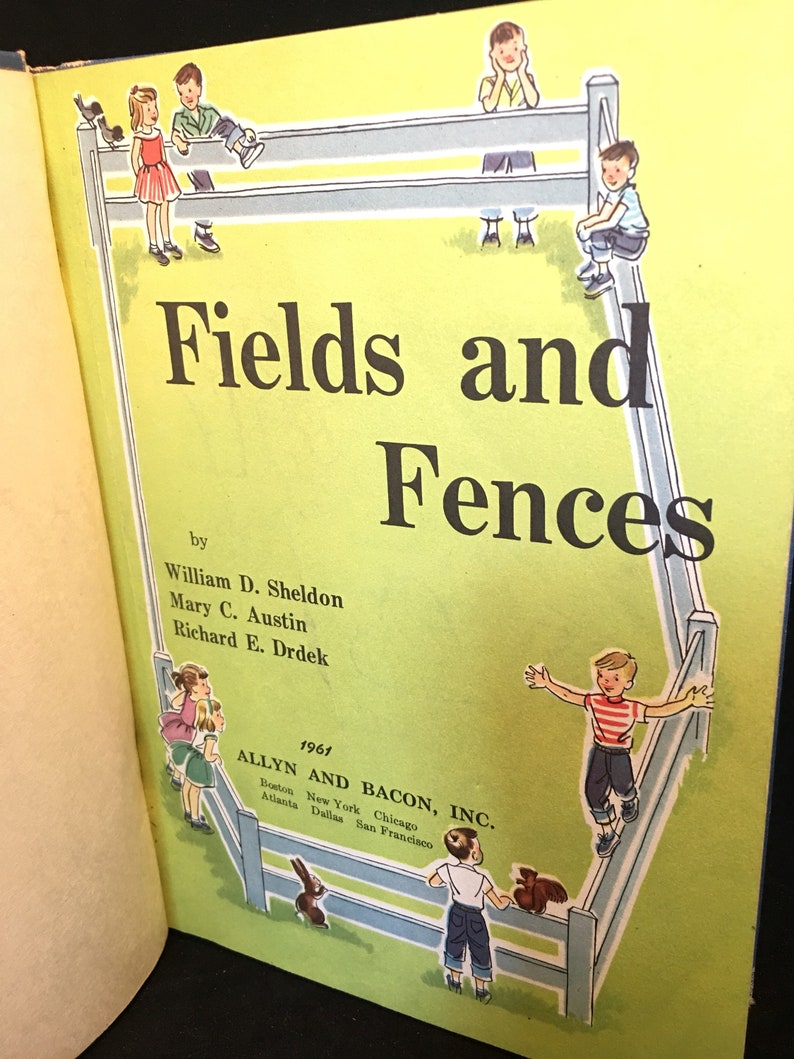 Fields and
Fences
by
William D. Sheldon
Mary C. Austin
Richard E. Drdek
1961
ALLYN AND BACON, INC.
Boston New York Chicago
Atlanta Dallas San Francisco